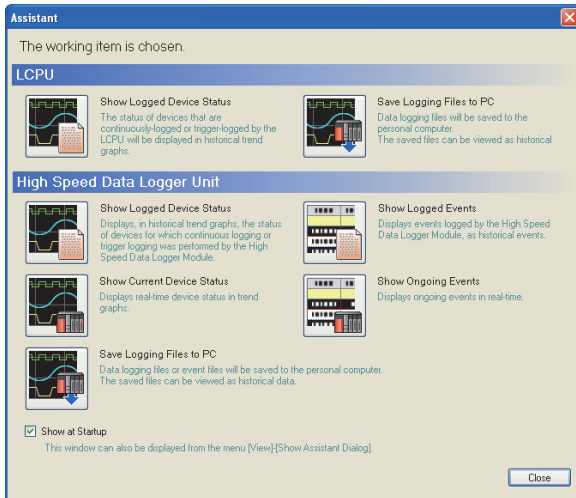 Assistant
The working item is chosen.
LCPU
Show Logged Device Status
The status of devices that are
continuously-logged or trigger-logged by the
LCPU will be displayed in historical trend
graphs.
Save Logging Files to PC
Data logging files will be saved to the
personal computer.
The saved files can be viewed as historical
High Speed Data Logger Unit
Show Logged Device Status
Displays, in historical trend graphs, the status
of devices for which continuous logging or
trigger logging was performed by the High
Speed Data Logger Module.
Show Logged Events
Displays events logged by the High Speed
Data Logger Module, as historical events.
Show Current Device Status
Displays real-time device status in trend
graphs.
Show Ongoing Events
Displays ongoing events in real-time.
Save Logging Files to PC
Data logging files or event files will be saved to the personal computer.
The saved files can be viewed as historical data.
Show at Startup
This window can also be displayed from the menu [View]-[Show Assistant Dialog].
Close